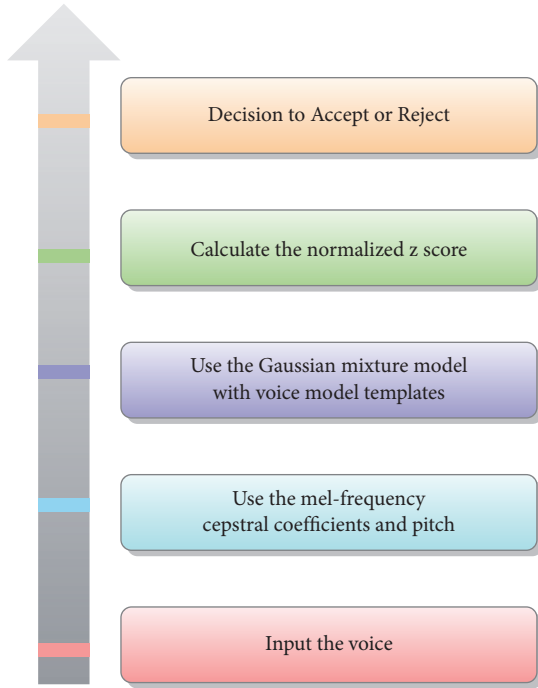 Decision to Accept or Reject
Calculate the normalized z score
Use the Gaussian mixture model
with voice model templates
Use the mel-frequency
cepstral coefficients and pitch
Input the voice